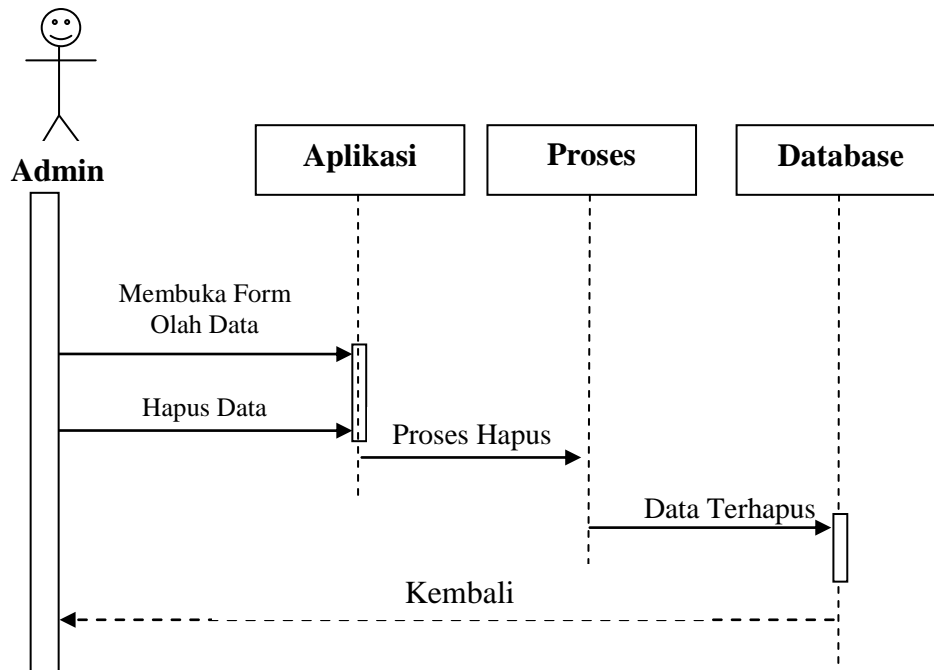 Admin
Aplikasi
Proses
Database
Membuka Form
Olah Data
Hapus Data
Proses Hapus
Data Terhapus
Kembali